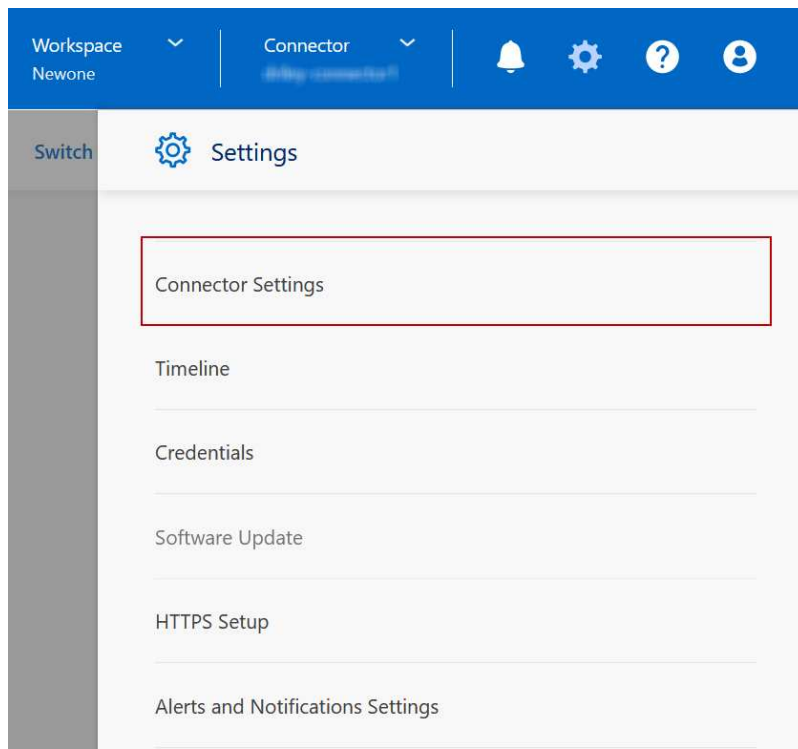 Workspace
Newone
Connector
Switch
Settings
Connector Settings
Timeline
Credentials
Software Update
HTTPS Setup
Alerts and Notifications Settings